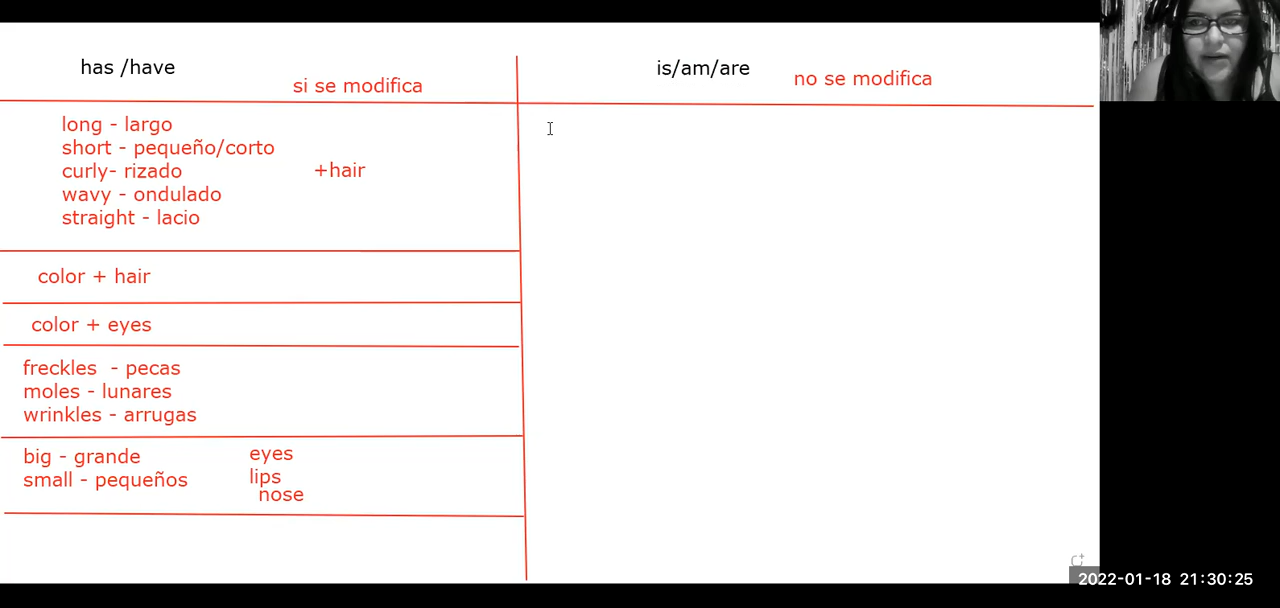 has /have
si se modifica
is/am/are
no se modifica
long - largo
short - pequeño/corto
curly- rizado
+hair
wavy - ondulado
straight - lacio
color + hair
color + eyes
freckles - pecas
moles - lunares
wrinkles - arrugas
big - grande
eyes
small - pequeños
lips
nose
2022-01-18 21:30:25